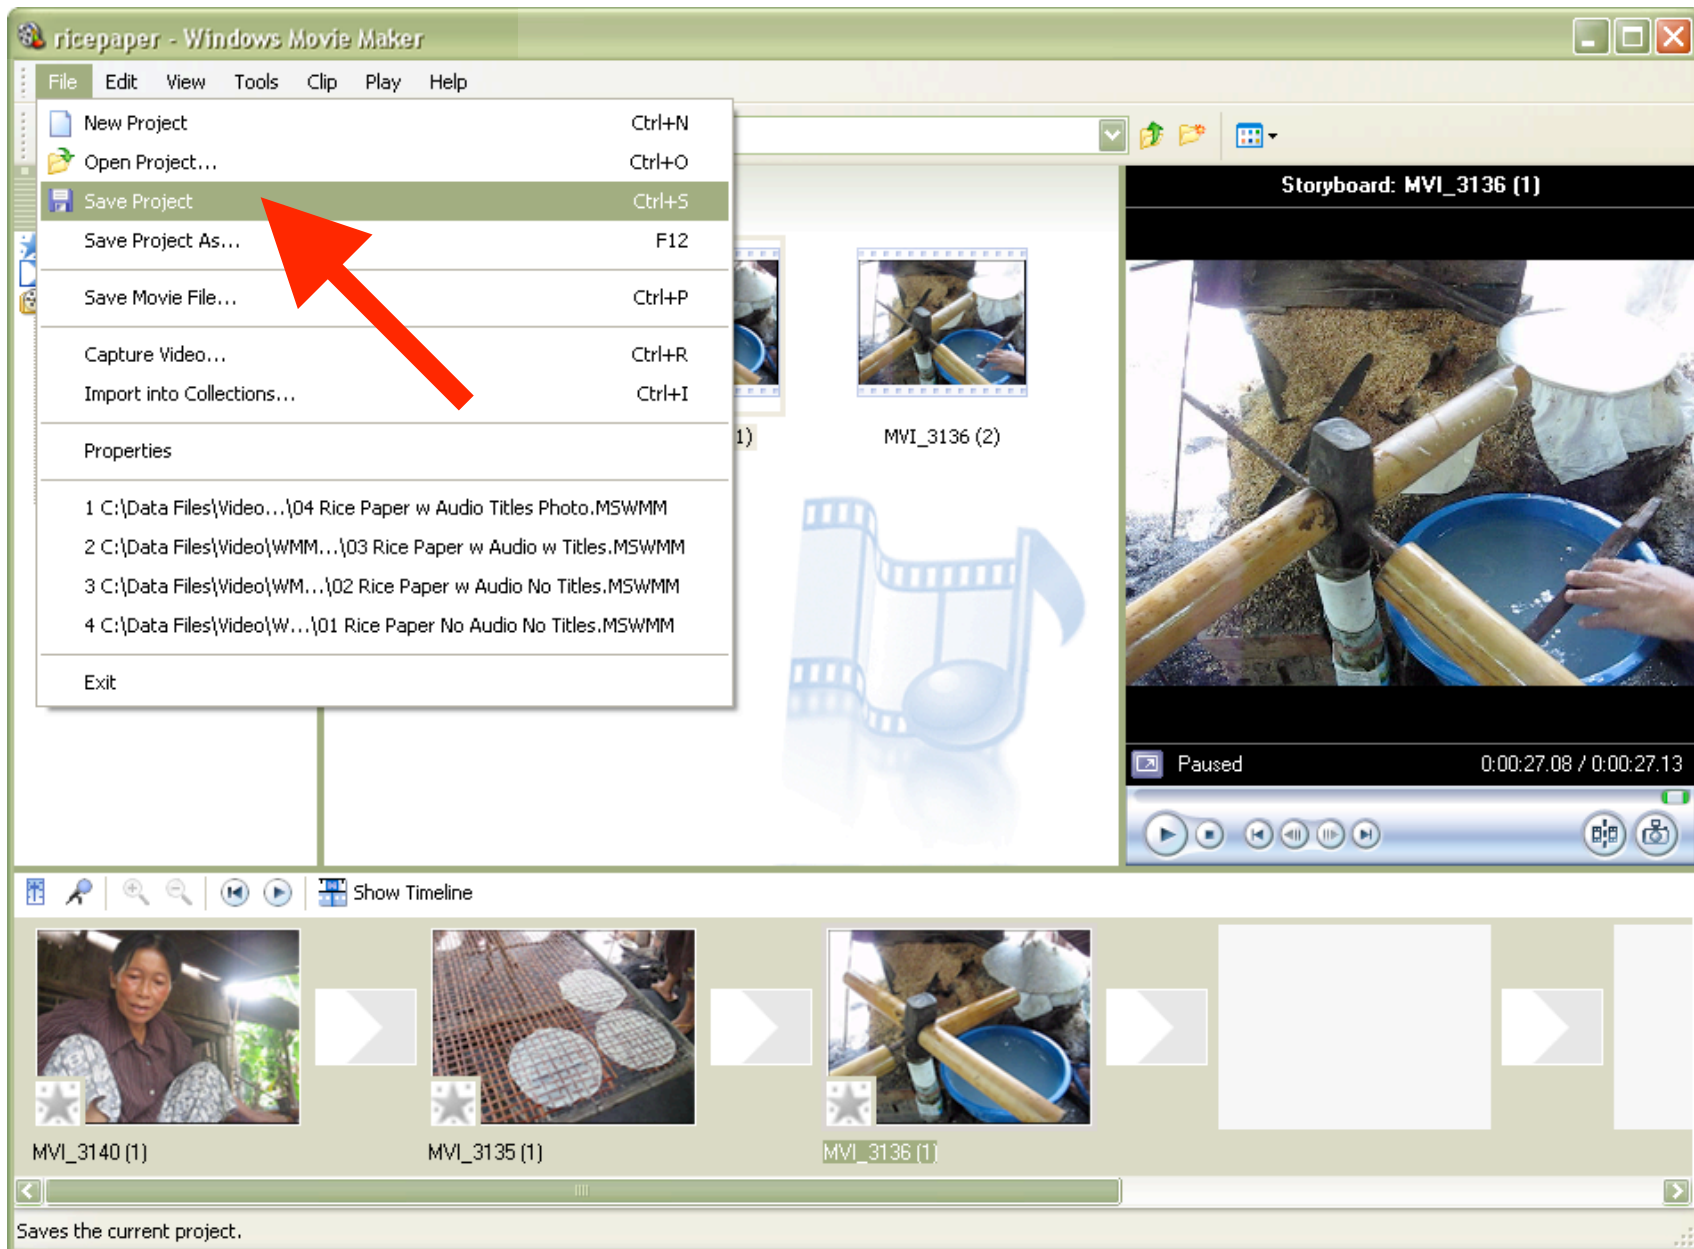 ricepaper - Windows Movie Maker
File Edit View Tools Clip Play Help
New Project Ctrl+N
Open Project... Ctrl+O
Save Project Ctrl+S
Save Project As... F12
Save Movie File... Ctrl+P
Capture Video... Ctrl+R
Import into Collections... Ctrl+I
Properties
1 C:\Data Files\Video...\04 Rice Paper w Audio Titles Photo.MSWMM
2 C:\Data Files\Video\WMM...\03 Rice Paper w Audio w Titles.MSWMM
3 C:\Data Files\Video\WM...\02 Rice Paper w Audio No Titles.MSWMM
4 C:\Data Files\Video\W...\01 Rice Paper No Audio No Titles.MSWMM
Exit
1)
MVI_3136 (2)
Storyboard: MVI_3136 (1)
Paused 0:00:27.08 / 0:00:27.13
Show Timeline
MVI_3140 (1) MVI_3135 (1) MVI_3136 (1)
Saves the current project.